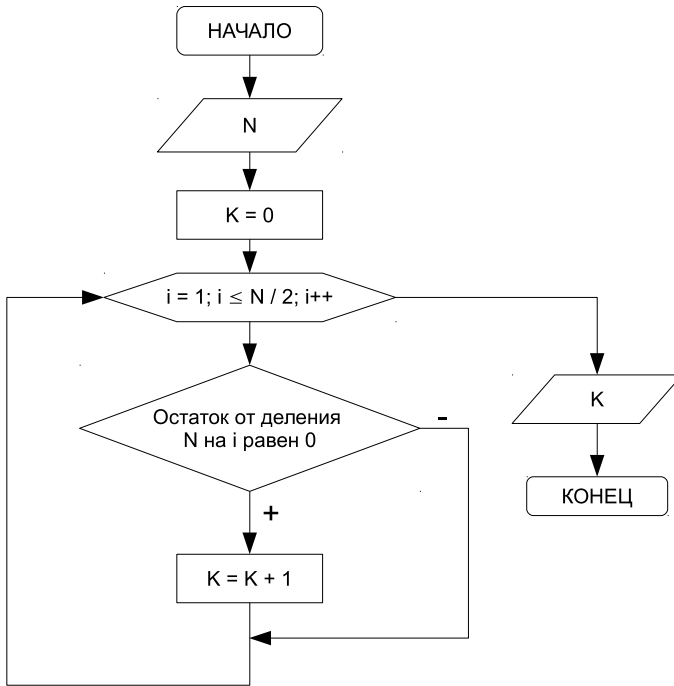 НАЧАЛО
N
K = 0
i = 1; i ≤ N / 2; i++
Остаток от деления
N на i равен 0
-
+
K = K + 1
K
КОНЕЦ